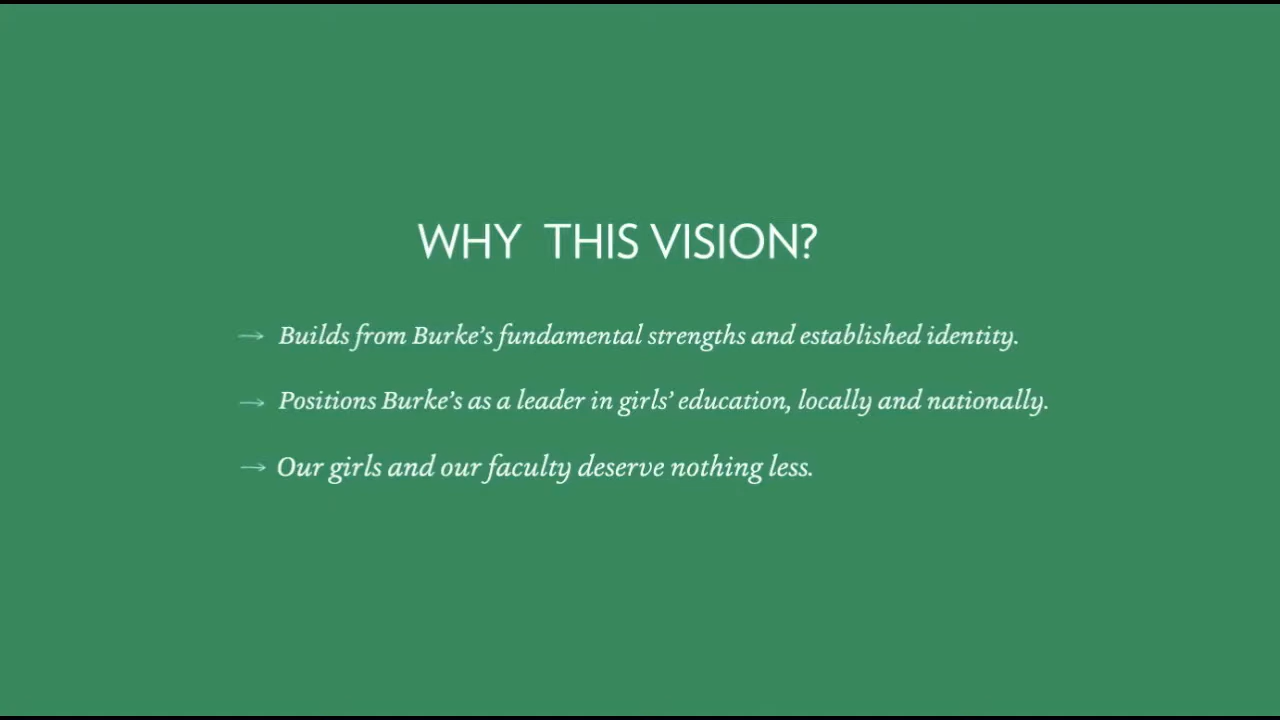 WHY THIS VISION?
→ Builds from Burke’s fundamental strengths and established identity.
→ Positions Burke’s as a leader in girls’ education, locally and nationally.
→ Our girls and our faculty deserve nothing less.